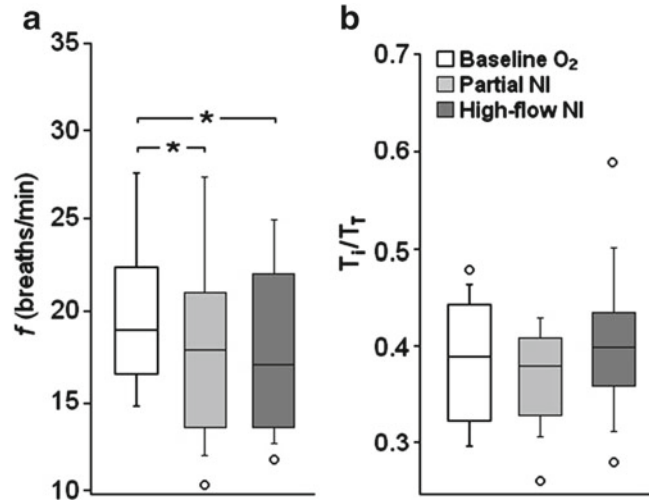 a
35
30
25
20
15
10
f (breaths/min)
*
*
b
0.7
0.6
0.5
0.4
0.3
Tᵢ/T_T
Baseline O₂
Partial NI
High-flow NI